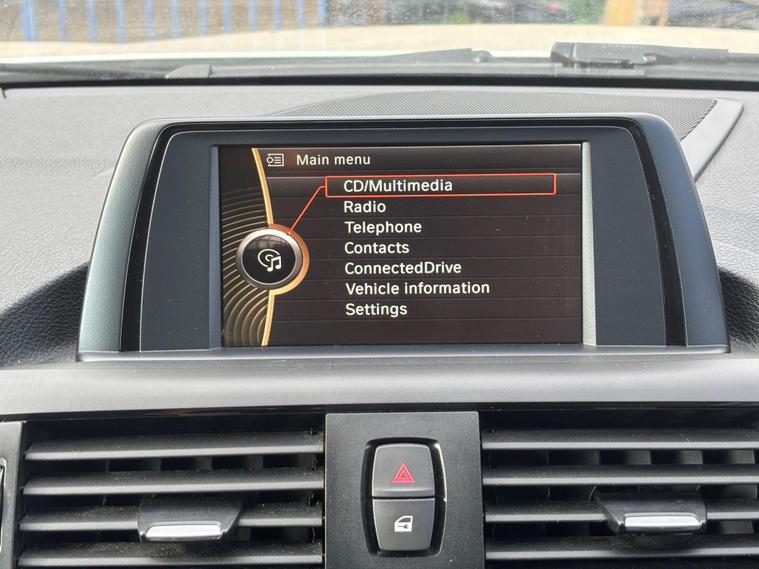 Main menu
CD/Multimedia
Radio
Telephone
Contacts
ConnectedDrive
Vehicle information
Settings